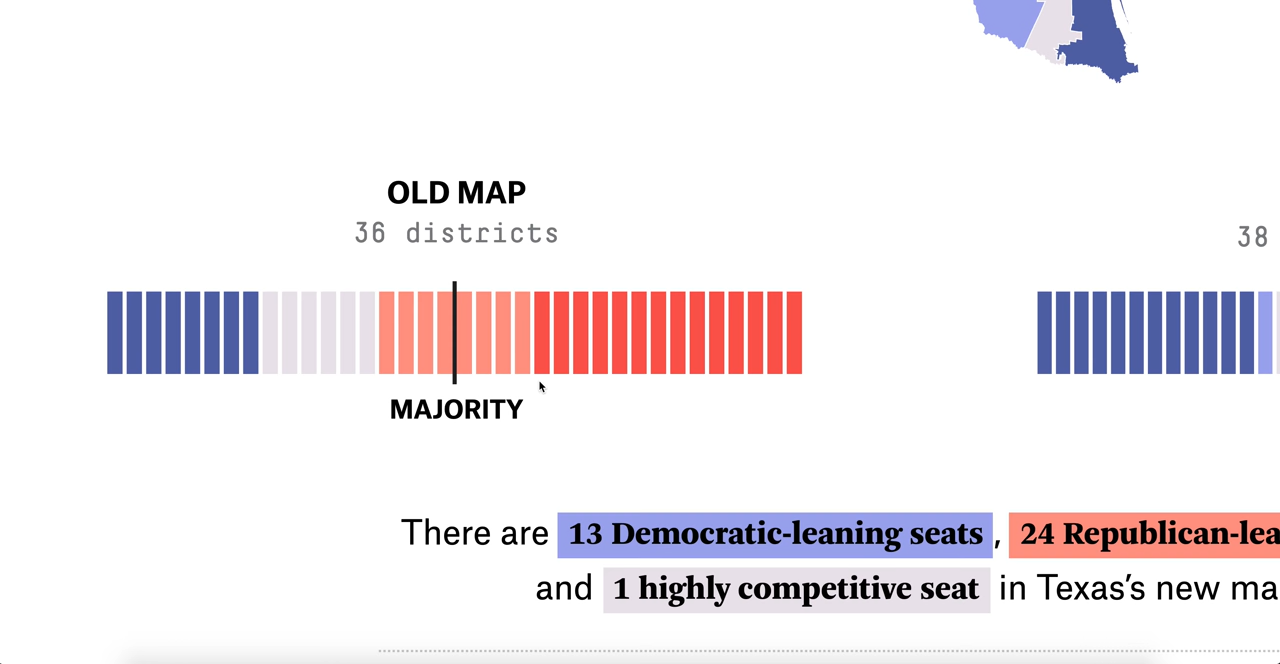 OLD MAP
36 districts
38
MAJORITY
There are 13 Democratic-leaning seats, 24 Republican-lea
and 1 highly competitive seat in Texas’s new ma